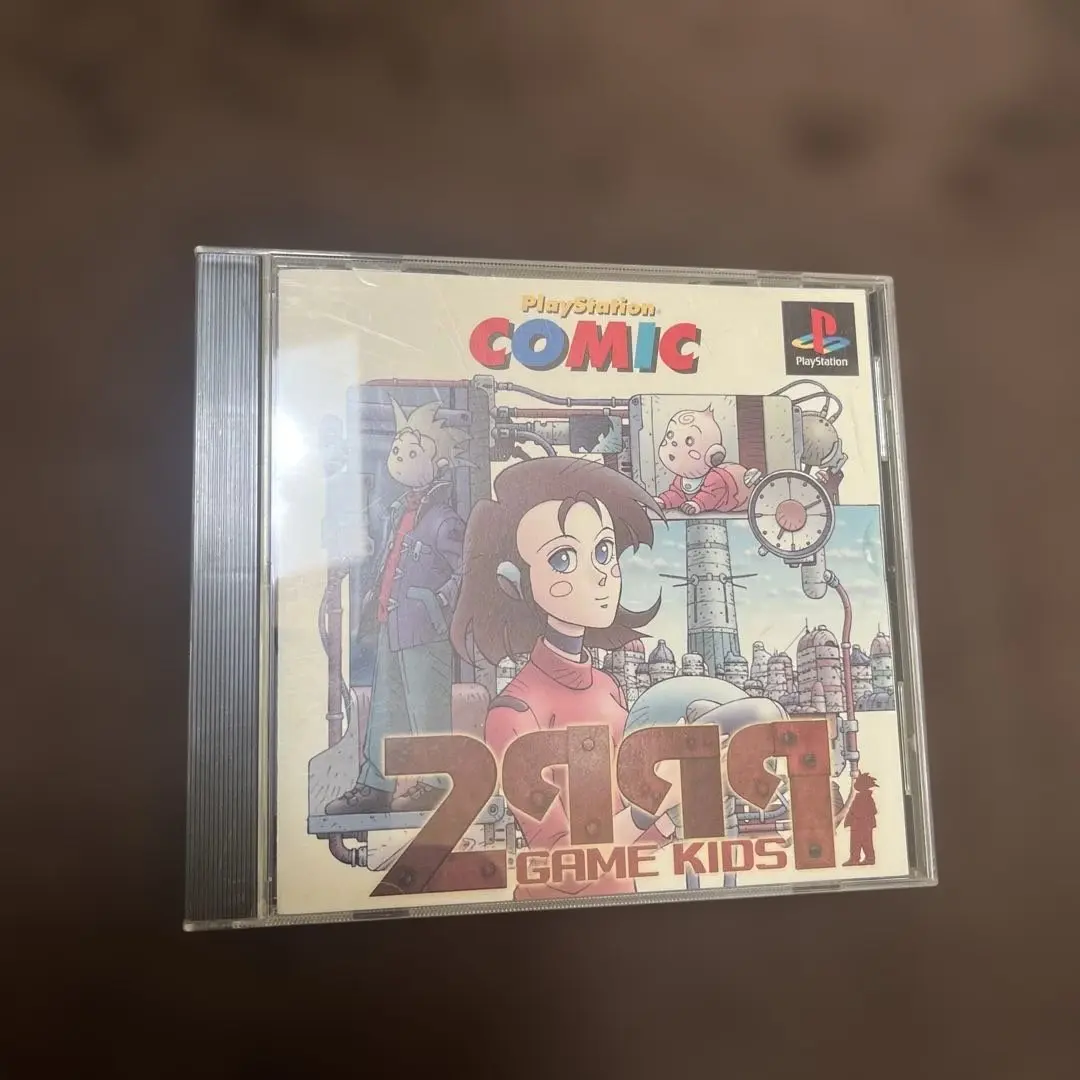 PlayStation
COMIC
PlayStation
2999
GAME KIDS